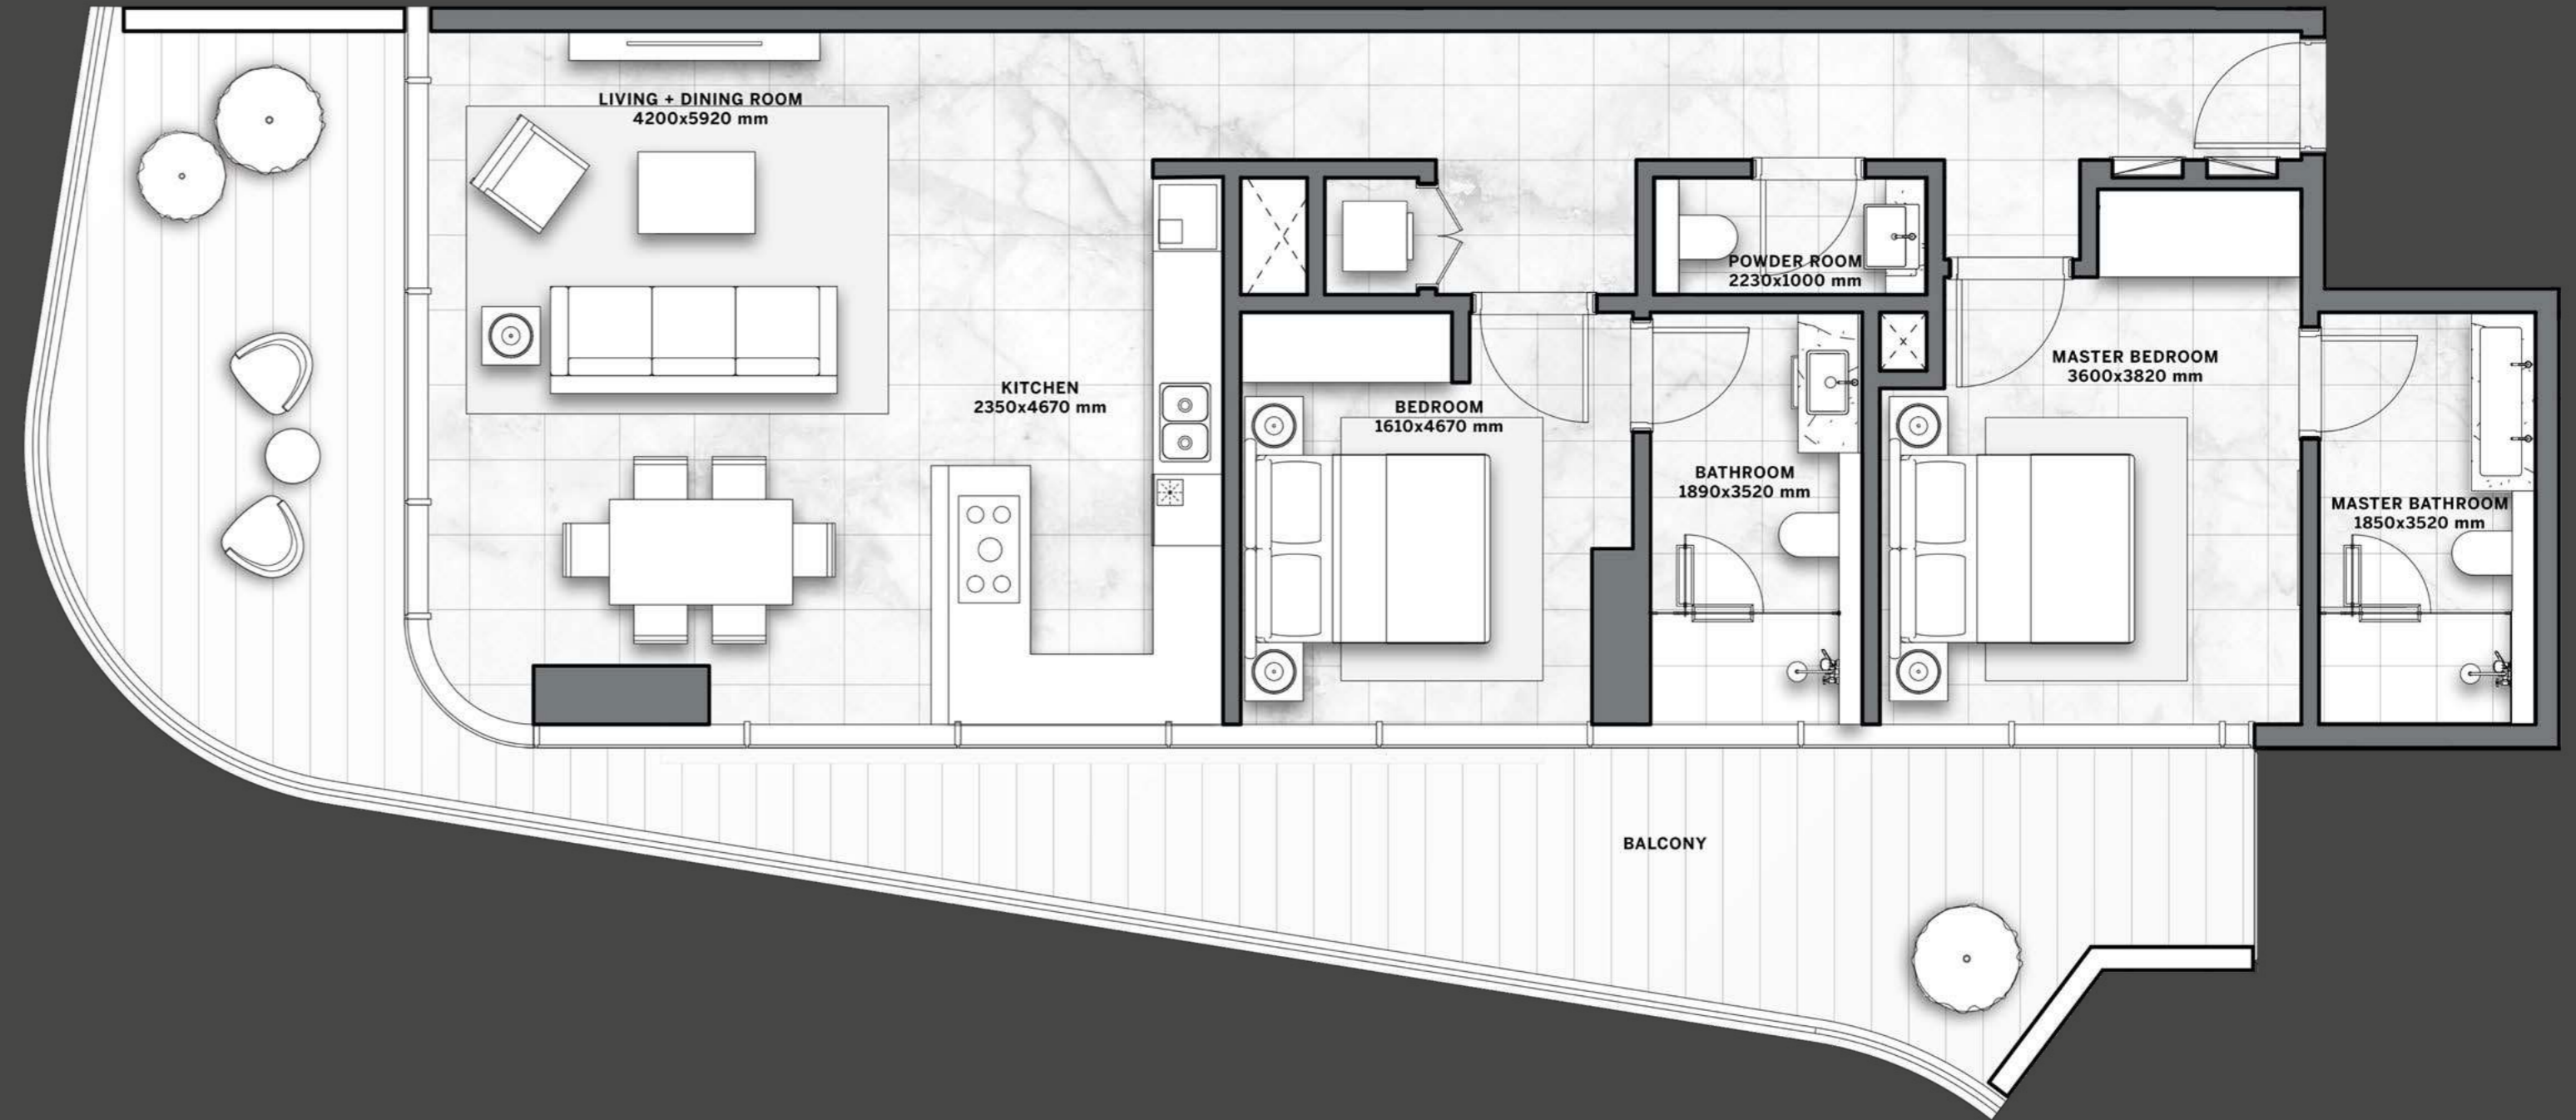 LIVING + DINING ROOM
4200x5920 mm
KITCHEN
2350x4670 mm
BEDROOM
1610x4670 mm
POWDER ROOM
2230x1000 mm
BATHROOM
1890x3520 mm
MASTER BEDROOM
3600x3820 mm
MASTER BATHROOM
1850x3520 mm
BALCONY